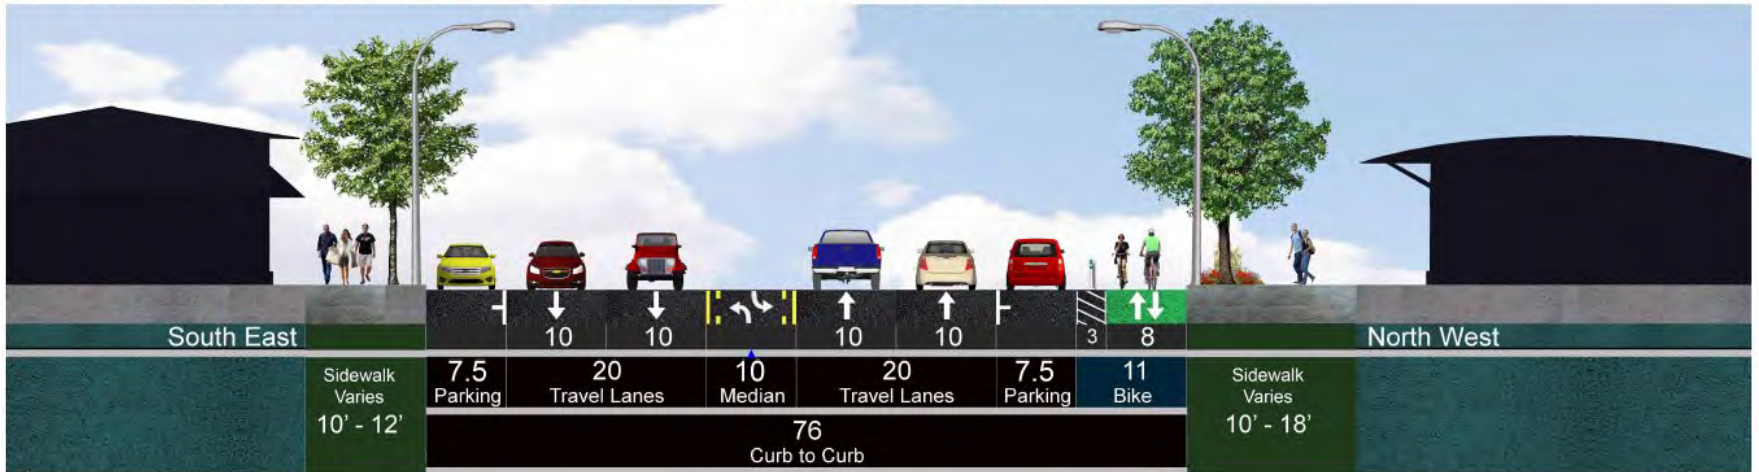 10
10
10
10
3
8
South East
North West
Sidewalk
Varies
10' - 12'
7.5
Parking
20
Travel Lanes
10
Median
20
Travel Lanes
7.5
Parking
11
Bike
Sidewalk
Varies
10' - 18'
76
Curb to Curb